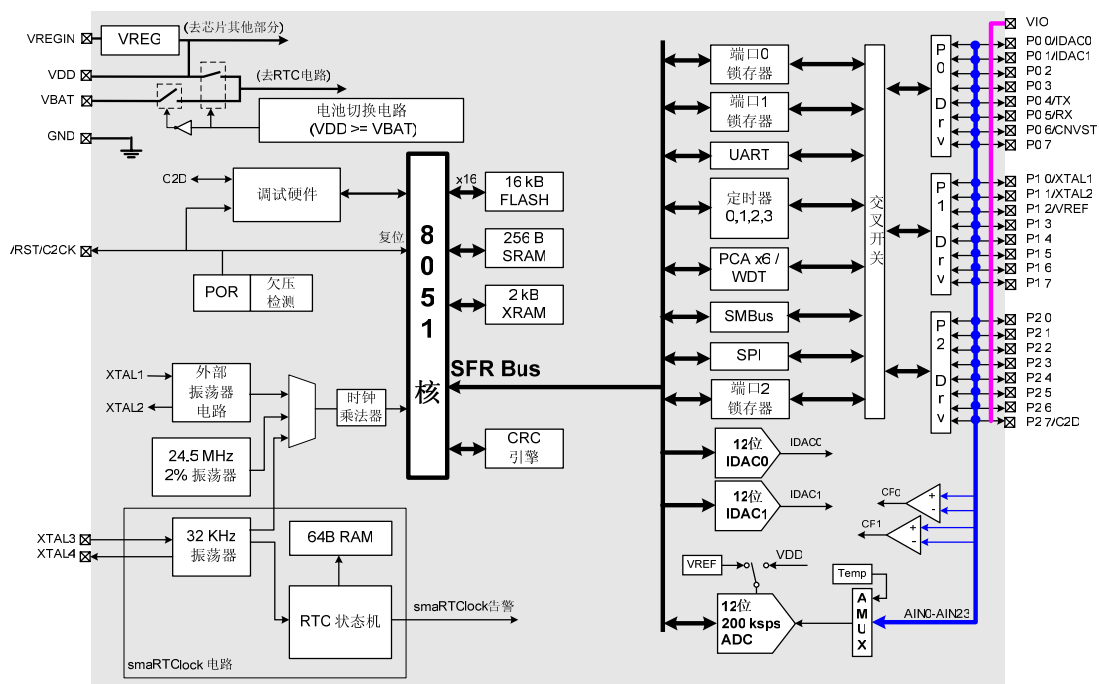 VREGIN
VREG
(去芯片其他部分)
VDD
(去RTC电路)
VBAT
电池切换电路
(VDD >= VBAT)
GND
C2D
调试硬件
/RST/C2CK
复位
POR
欠压
检测
XTAL1
XTAL2
外部
振荡器
电路
时钟
乘法器
24.5 MHz
2% 振荡器
XTAL3
XTAL4
32 KHz
振荡器
64B RAM
RTC 状态机
smaRTClock告警
smaRTClock 电路
8051
核
x16
16 kB
FLASH
256 B
SRAM
2 kB
XRAM
SFR Bus
CRC
引擎
端口0
锁存器
端口1
锁存器
UART
定时器
0,1,2,3
PCA x6 /
WDT
SMBus
SPI
端口2
锁存器
交叉开关
12位
IDAC0
IDAC0
12位
IDAC1
IDAC1
VREF
VDD
12位
200 ksps
ADC
Temp
AMUX
AIN0-AIN23
CF0
+
-
CF1
+
-
P0 Drv
P1 Drv
P2 Drv
VIO
P0 0/IDAC0
P0 1/IDAC1
P0 2
P0 3
P0 4/TX
P0 5/RX
P0 6/CNVST
P0 7
P1 0/XTAL1
P1 1/XTAL2
P1 2/VREF
P1 3
P1 4
P1 5
P1 6
P1 7
P2 0
P2 1
P2 2
P2 3
P2 4
P2 5
P2 6
P2 7/C2D